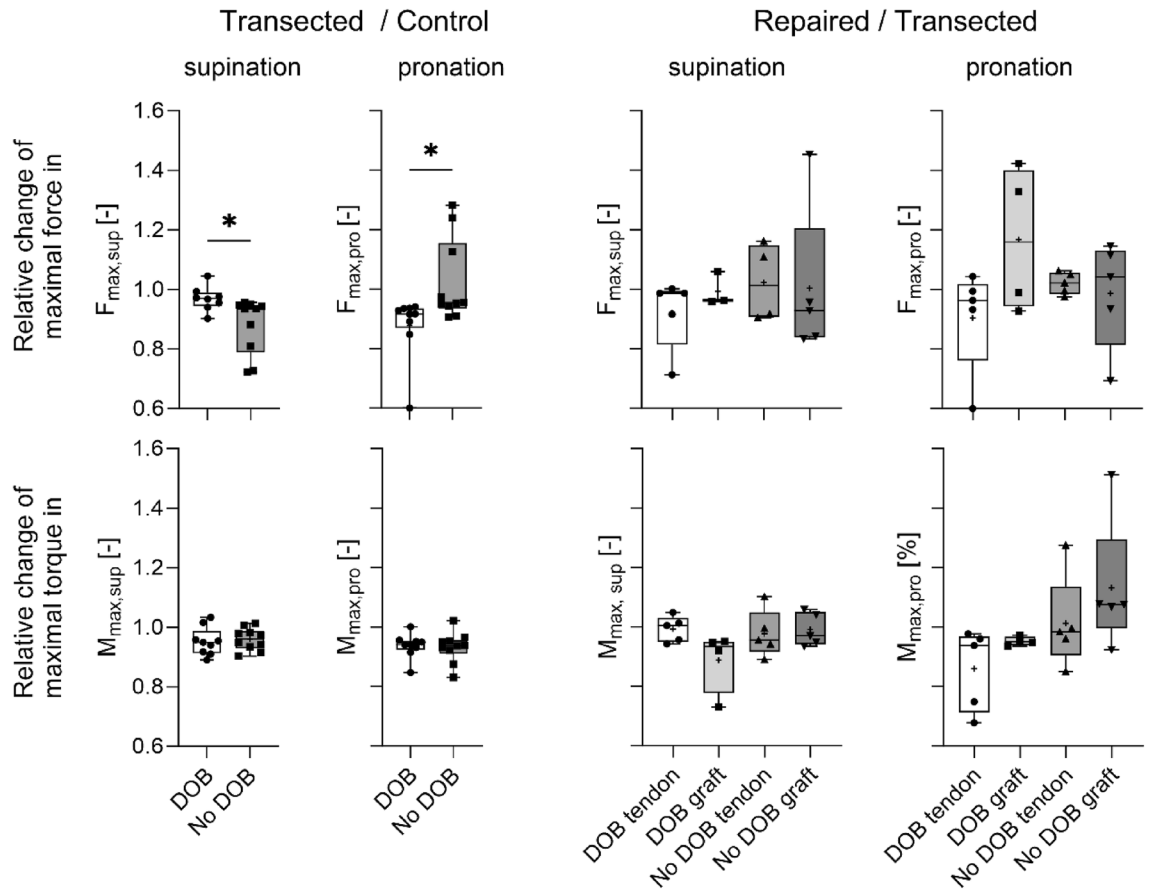 Transected / Control
Repaired / Transected
supination
pronation
supination
pronation
Relative change of
maximal force in
Fmax,sup [-]
1.6
1.4
1.2
1.0
0.8
0.6
*
Fmax,pro [-]
*
Fmax,sup [-]
Fmax,pro [-]
Relative change of
maximal torque in
Mmax,sup [-]
1.6
1.4
1.2
1.0
0.8
0.6
Mmax,pro [-]
Mmax, sup [-]
Mmax,pro [%]
DOB
No DOB
DOB
No DOB
DOB tendon
DOB graft
No DOB tendon
No DOB graft
DOB tendon
DOB graft
No DOB tendon
No DOB graft